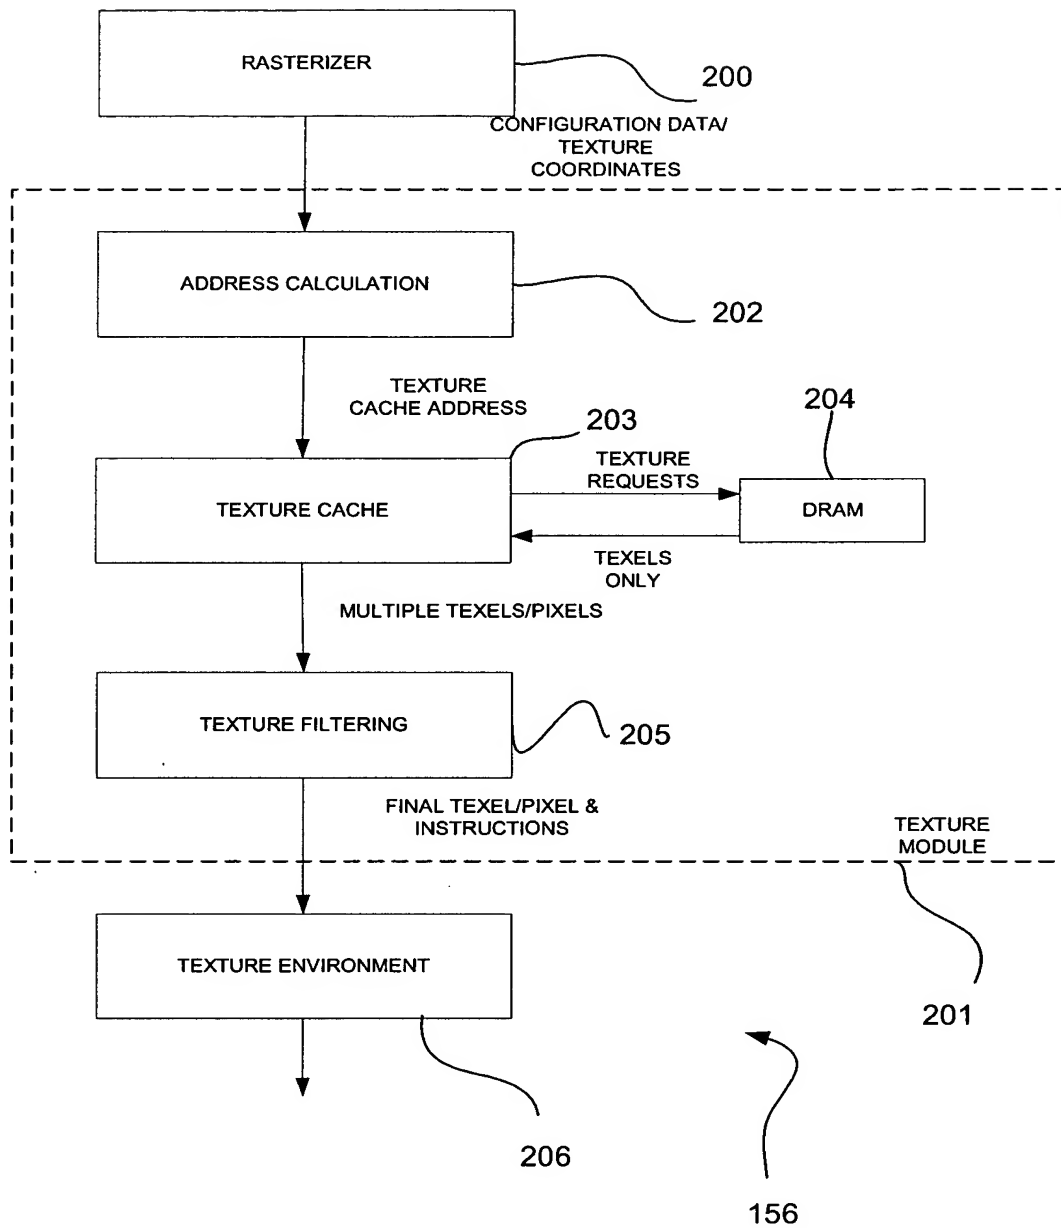 RASTERIZER
200
CONFIGURATION DATA/
TEXTURE
COORDINATES
ADDRESS CALCULATION
202
TEXTURE
CACHE ADDRESS
203
204
TEXTURE
REQUESTS
TEXTURE CACHE
DRAM
TEXELS
ONLY
MULTIPLE TEXELS/PIXELS
TEXTURE FILTERING
205
FINAL TEXEL/PIXEL &
INSTRUCTIONS
TEXTURE
MODULE
TEXTURE ENVIRONMENT
201
206
156